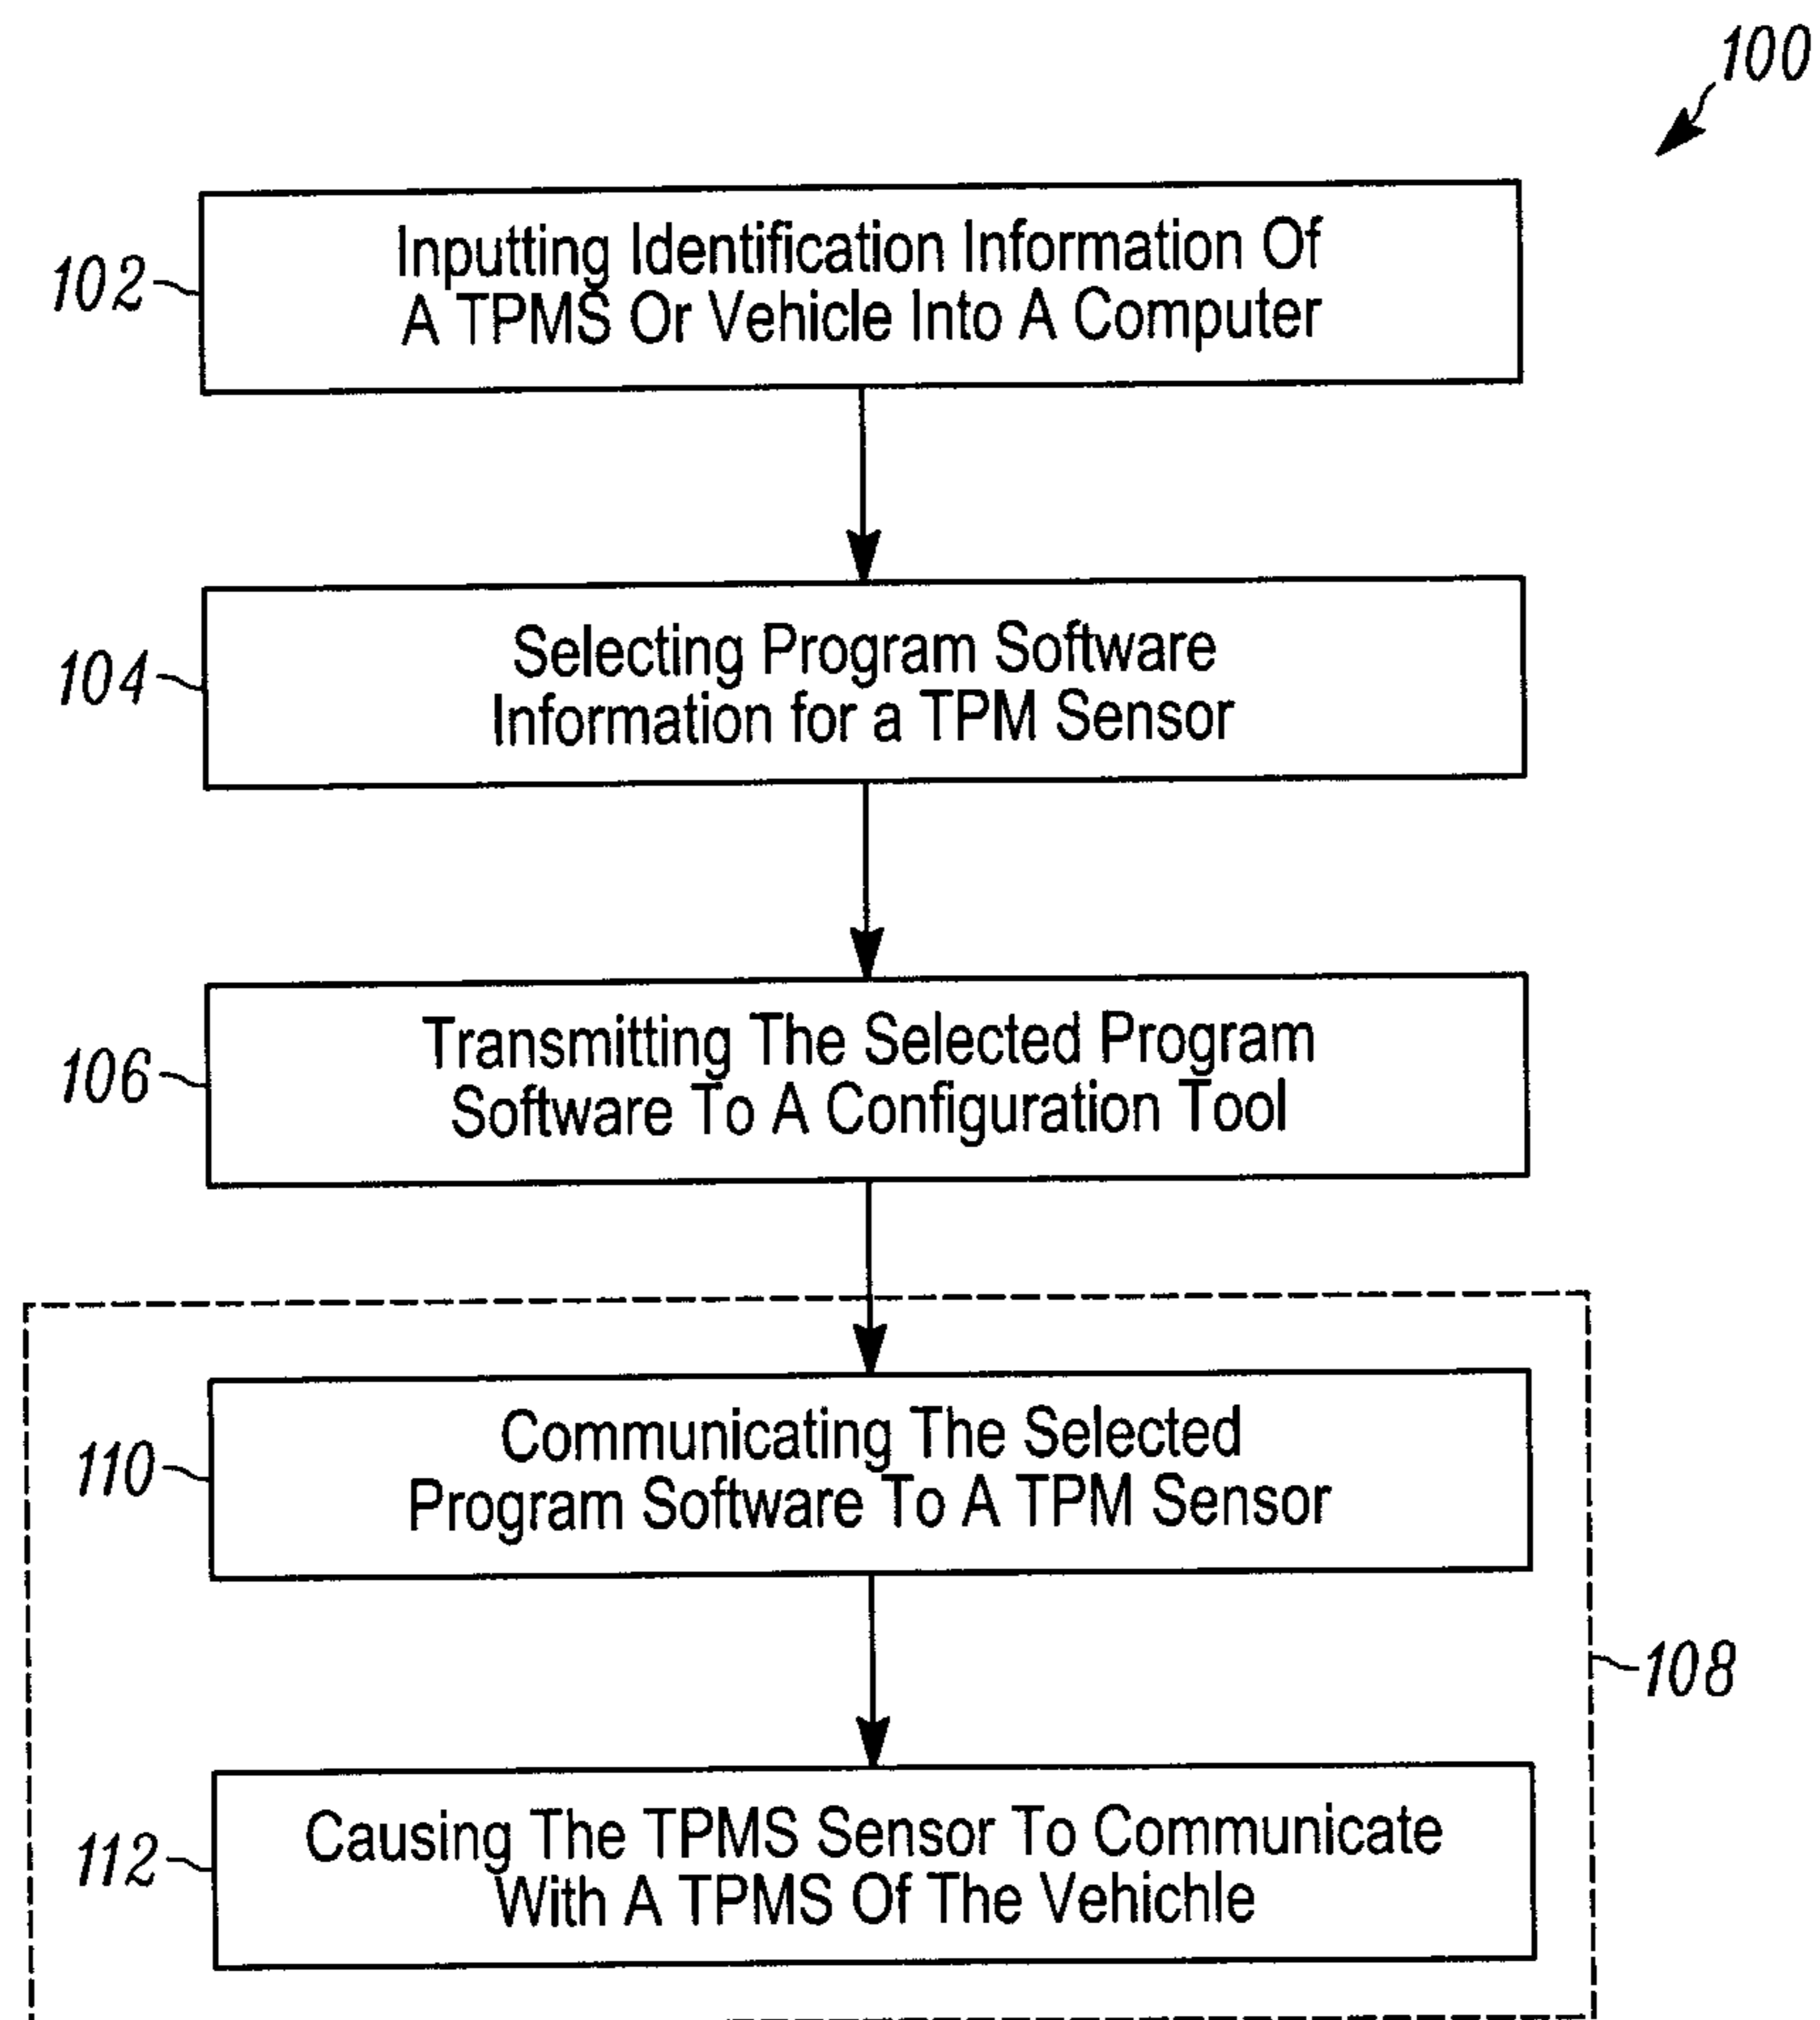 100
102
Inputting Identification Information Of
A TPMS Or Vehicle Into A Computer
104
Selecting Program Software
Information for a TPM Sensor
106
Transmitting The Selected Program
Software To A Configuration Tool
110
Communicating The Selected
Program Software To A TPM Sensor
108
112
Causing The TPMS Sensor To Communicate
With A TPMS Of The Vehichle